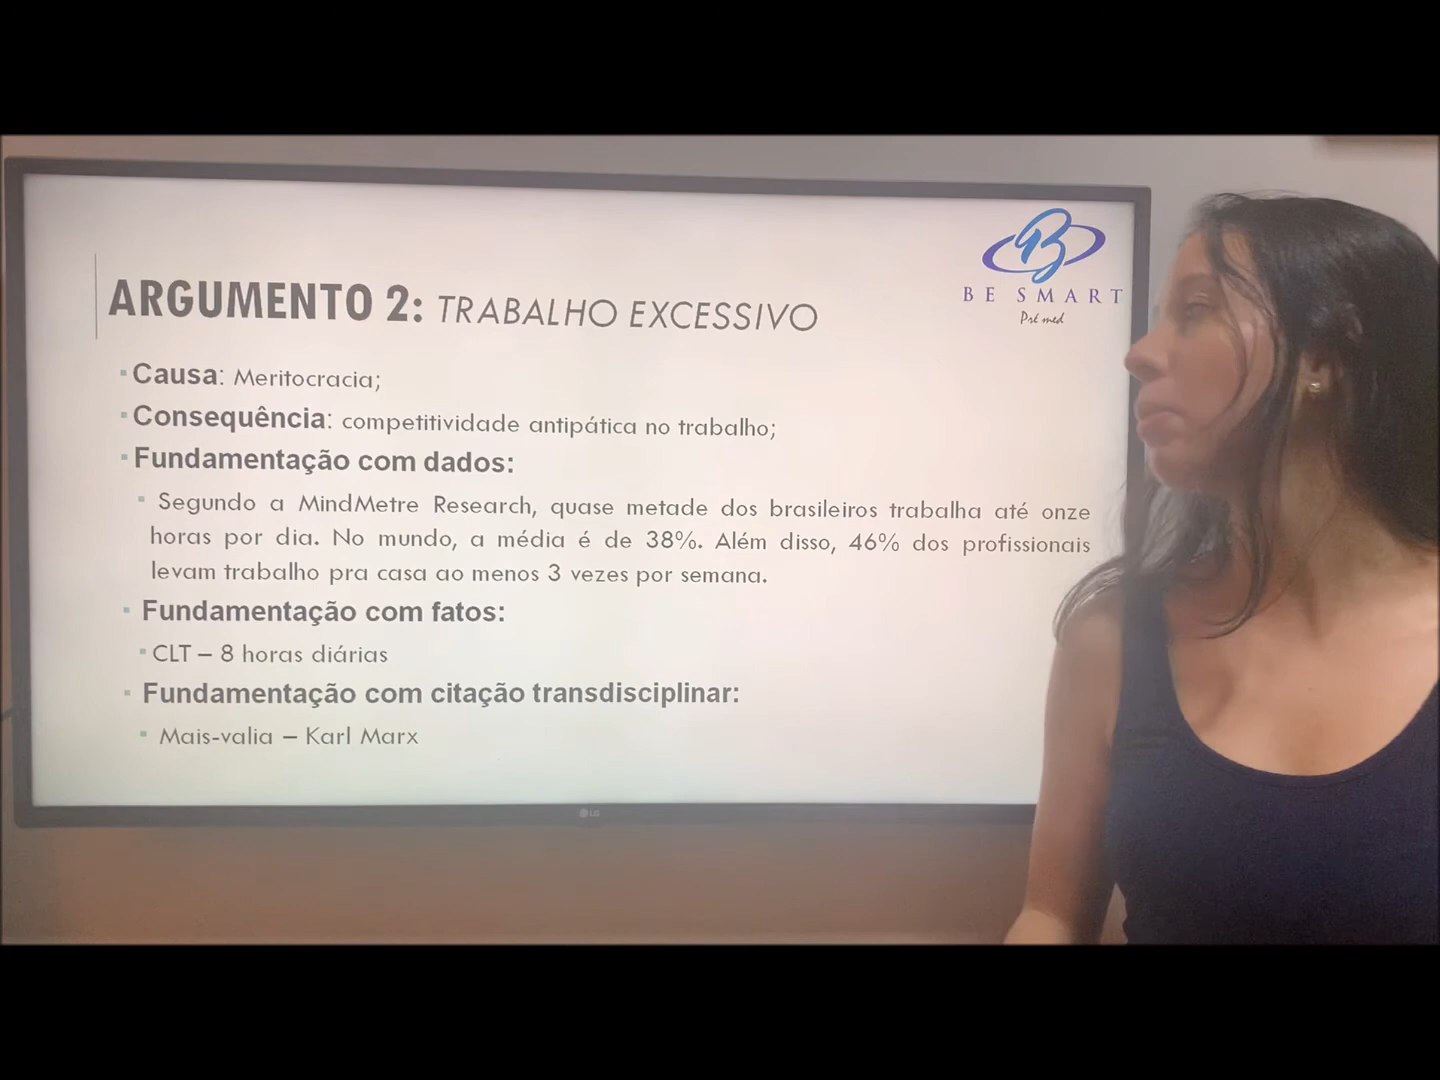 BE SMART
Pré med
ARGUMENTO 2: TRABALHO EXCESSIVO
Causa: Meritocracia;
Consequência: competitividade antipática no trabalho;
Fundamentação com dados:
Segundo a MindMetre Research, quase metade dos brasileiros trabalha até onze
horas por dia. No mundo, a média é de 38%. Além disso, 46% dos profissionais
levam trabalho pra casa ao menos 3 vezes por semana.
Fundamentação com fatos:
CLT – 8 horas diárias
Fundamentação com citação transdisciplinar:
Mais-valia – Karl Marx
LG